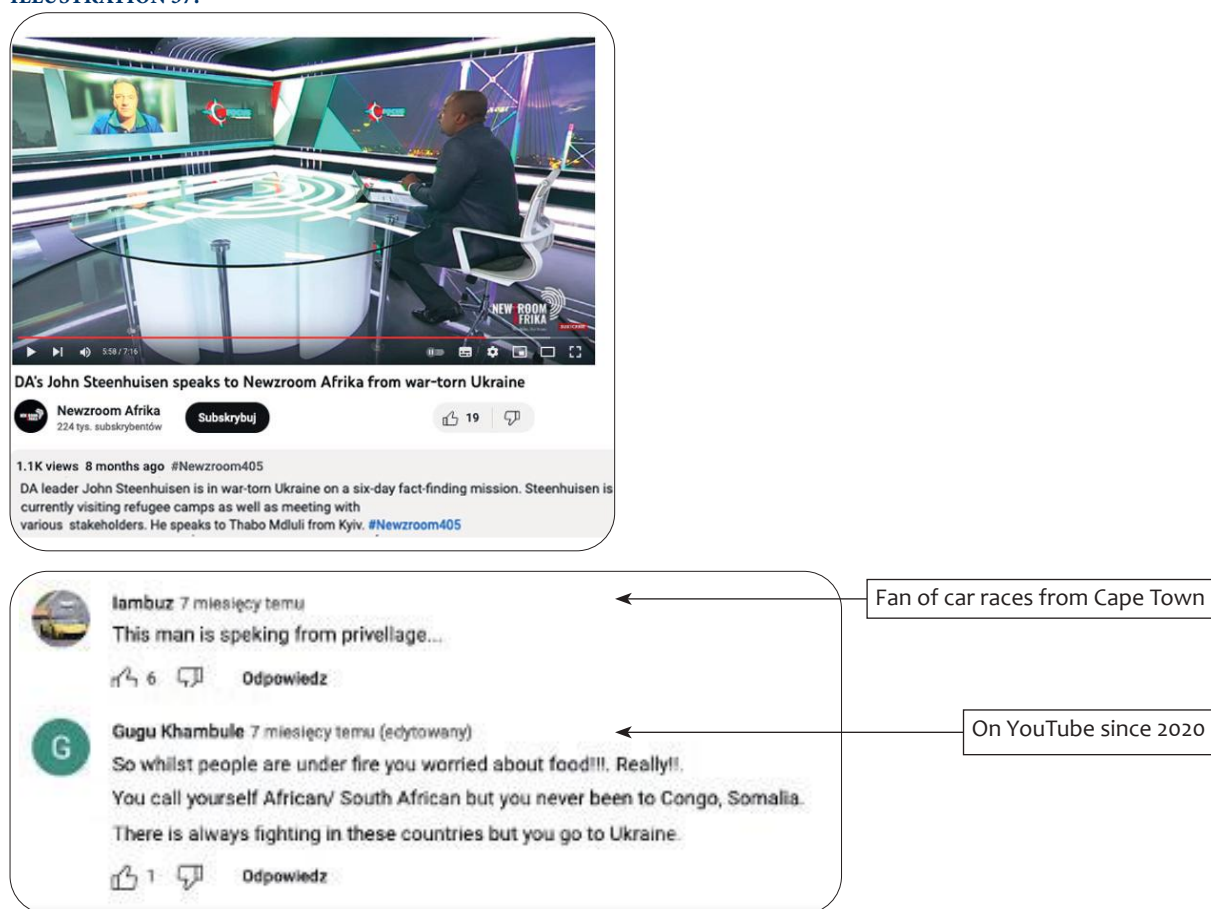 ILLUSTRATION 37.
NEW ROOM
FRIKA
SUBSCRIBE
5:58 / 7:16
DA's John Steenhuisen speaks to Newzroom Afrika from war-torn Ukraine
Newzroom Afrika
224 tys. subskrybentów
Subskrybuj
19
1.1K views 8 months ago #Newzroom405
DA leader John Steenhuisen is in war-torn Ukraine on a six-day fact-finding mission. Steenhuisen is
currently visiting refugee camps as well as meeting with
various stakeholders. He speaks to Thabo Mdluli from Kyiv. #Newzroom405
Iambuz 7 miesięcy temu
Fan of car races from Cape Town
This man is speking from privellage...
6 Odpowiedz
G
Gugu Khambule 7 miesięcy temu (edytowany)
On YouTube since 2020
So whilst people are under fire you worried about food!!!. Really!!.
You call yourself African/ South African but you never been to Congo, Somalia.
There is always fighting in these countries but you go to Ukraine.
1 Odpowiedz